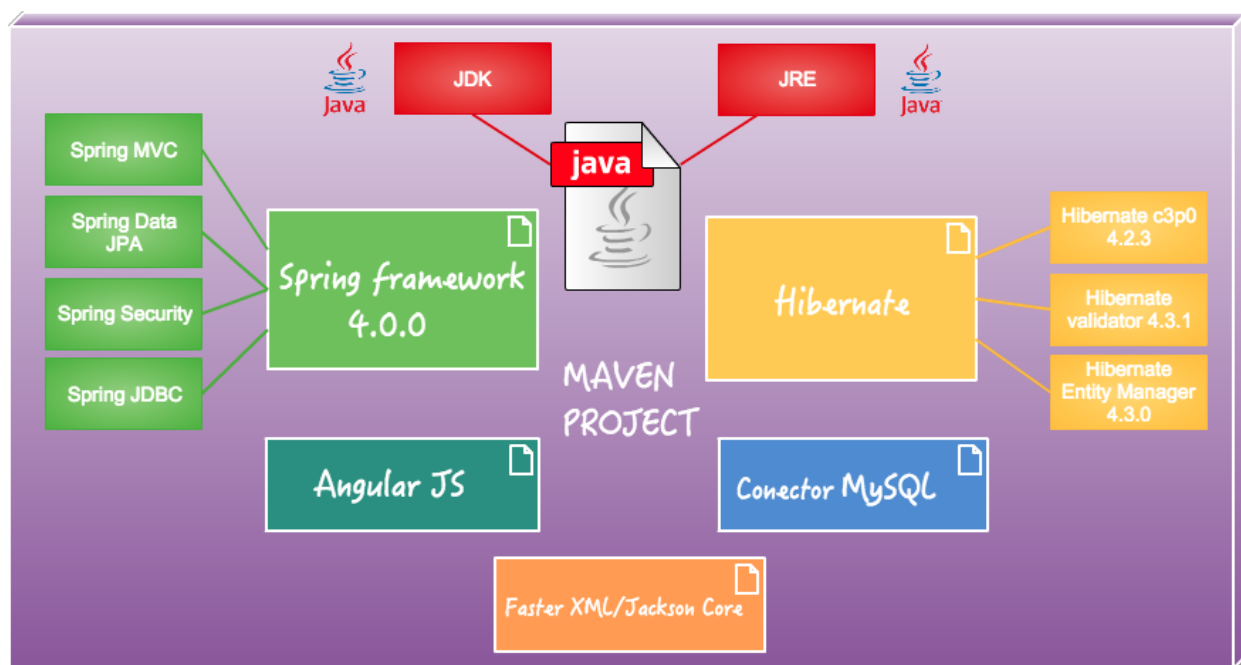 JDK
JRE
Java
Java
java
Spring MVC
Spring Data
JPA
Spring Security
Spring JDBC
Spring framework
4.0.0
Hibernate
Hibernate c3p0
4.2.3
Hibernate
validator 4.3.1
Hibernate
Entity Manager
4.3.0
MAVEN
PROJECT
Angular JS
Conector MySQL
Faster XML/Jackson Core